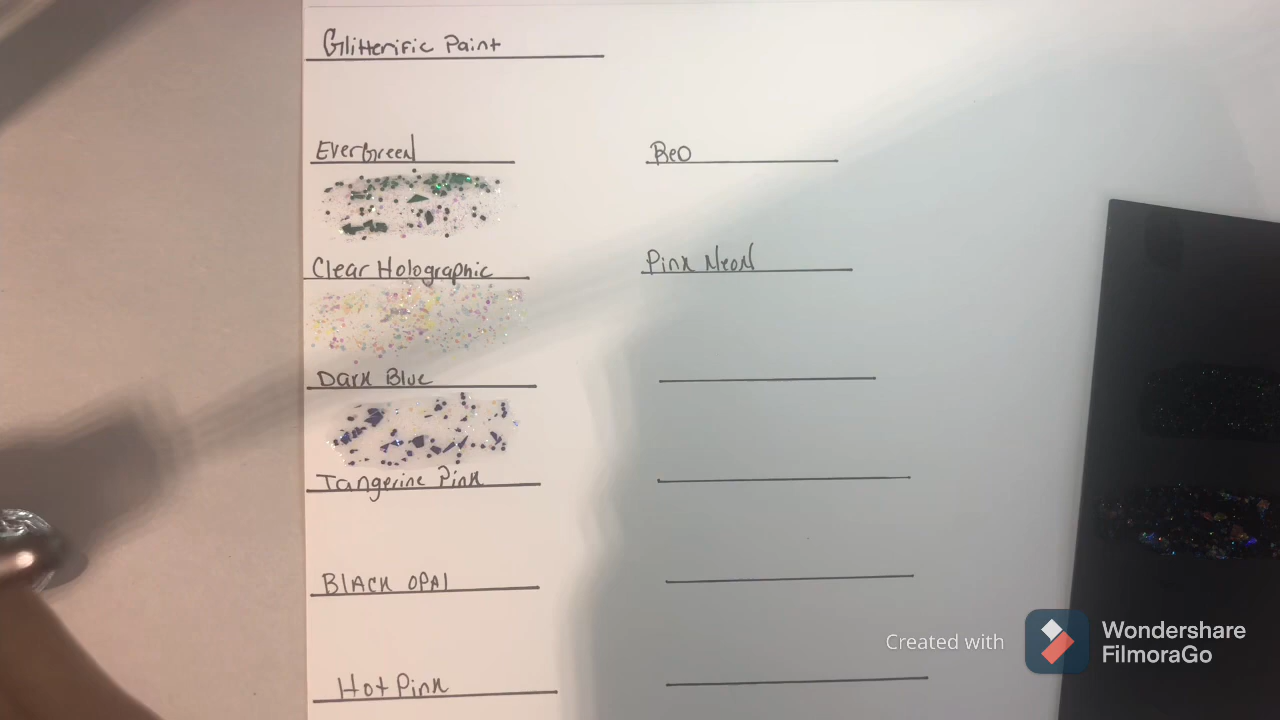 Glitterific Paint
EverGreen
Clear Holographic
Dark Blue
Tangerine Pink
BLACK OPAl
Hot Pink
ReD
Pink NeoN
Created with
Wondershare
FilmoraGo